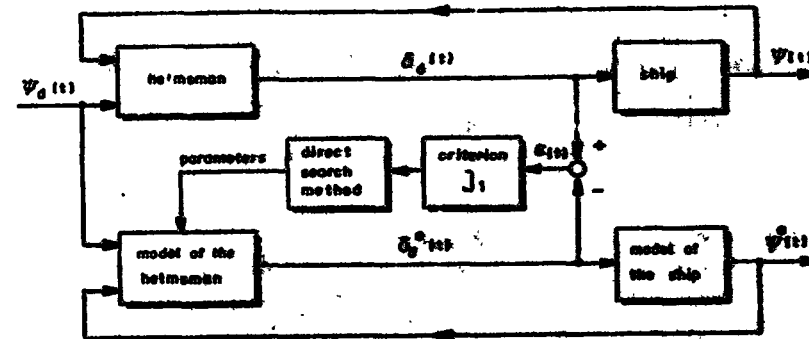 helmsman
ship
Ψd(t)
δd(t)
Ψ(t)
parameters
direct
search
method
criterion
J1
ε(t)
+
-
model of the
helmsman
δd*(t)
model of
the ship
Ψ*(t)